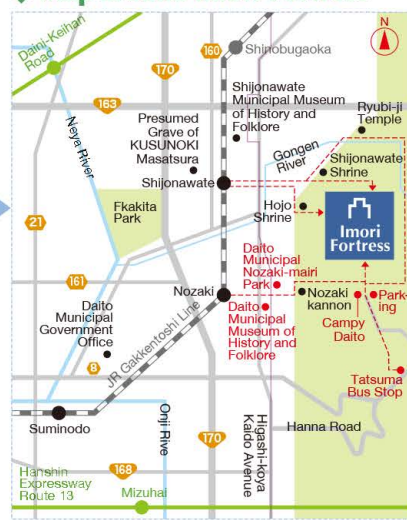 Daini-Keihan
Road
160
Shinobugaoka
N
170
163
Shijonawate
Municipal Museum
of History and
Folklore
Ryubi-ji
Temple
Presumed
Grave of
KUSUNOKI
Masatsura
Neya River
Gongen
River
Shijonawate
Shrine
Shijonawate
Fkakita
Park
Hojo
Shrine
Imori
Fortress
21
Daito
Municipal
Nozaki-mairi
Park
161
Nozaki
Nozaki
kannon
Park-
ing
Daito
Municipal
Government
Office
Daito
Municipal
Museum of
History and
Folklore
Campy
Daito
JR Gakkentoshi Line
8
Tatsuma
Bus Stop
Suminodo
Onji Rive
Higashi-koya
Kaido Avenue
Hanna Road
170
168
Hanshin
Expressway
Route 13
Mizuhai